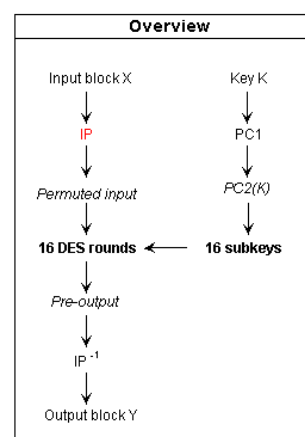 Overview
Input block X
Key K
IP
PC1
Permuted input
PC2(K)
16 DES rounds
16 subkeys
Pre-output
IP -1
Output block Y